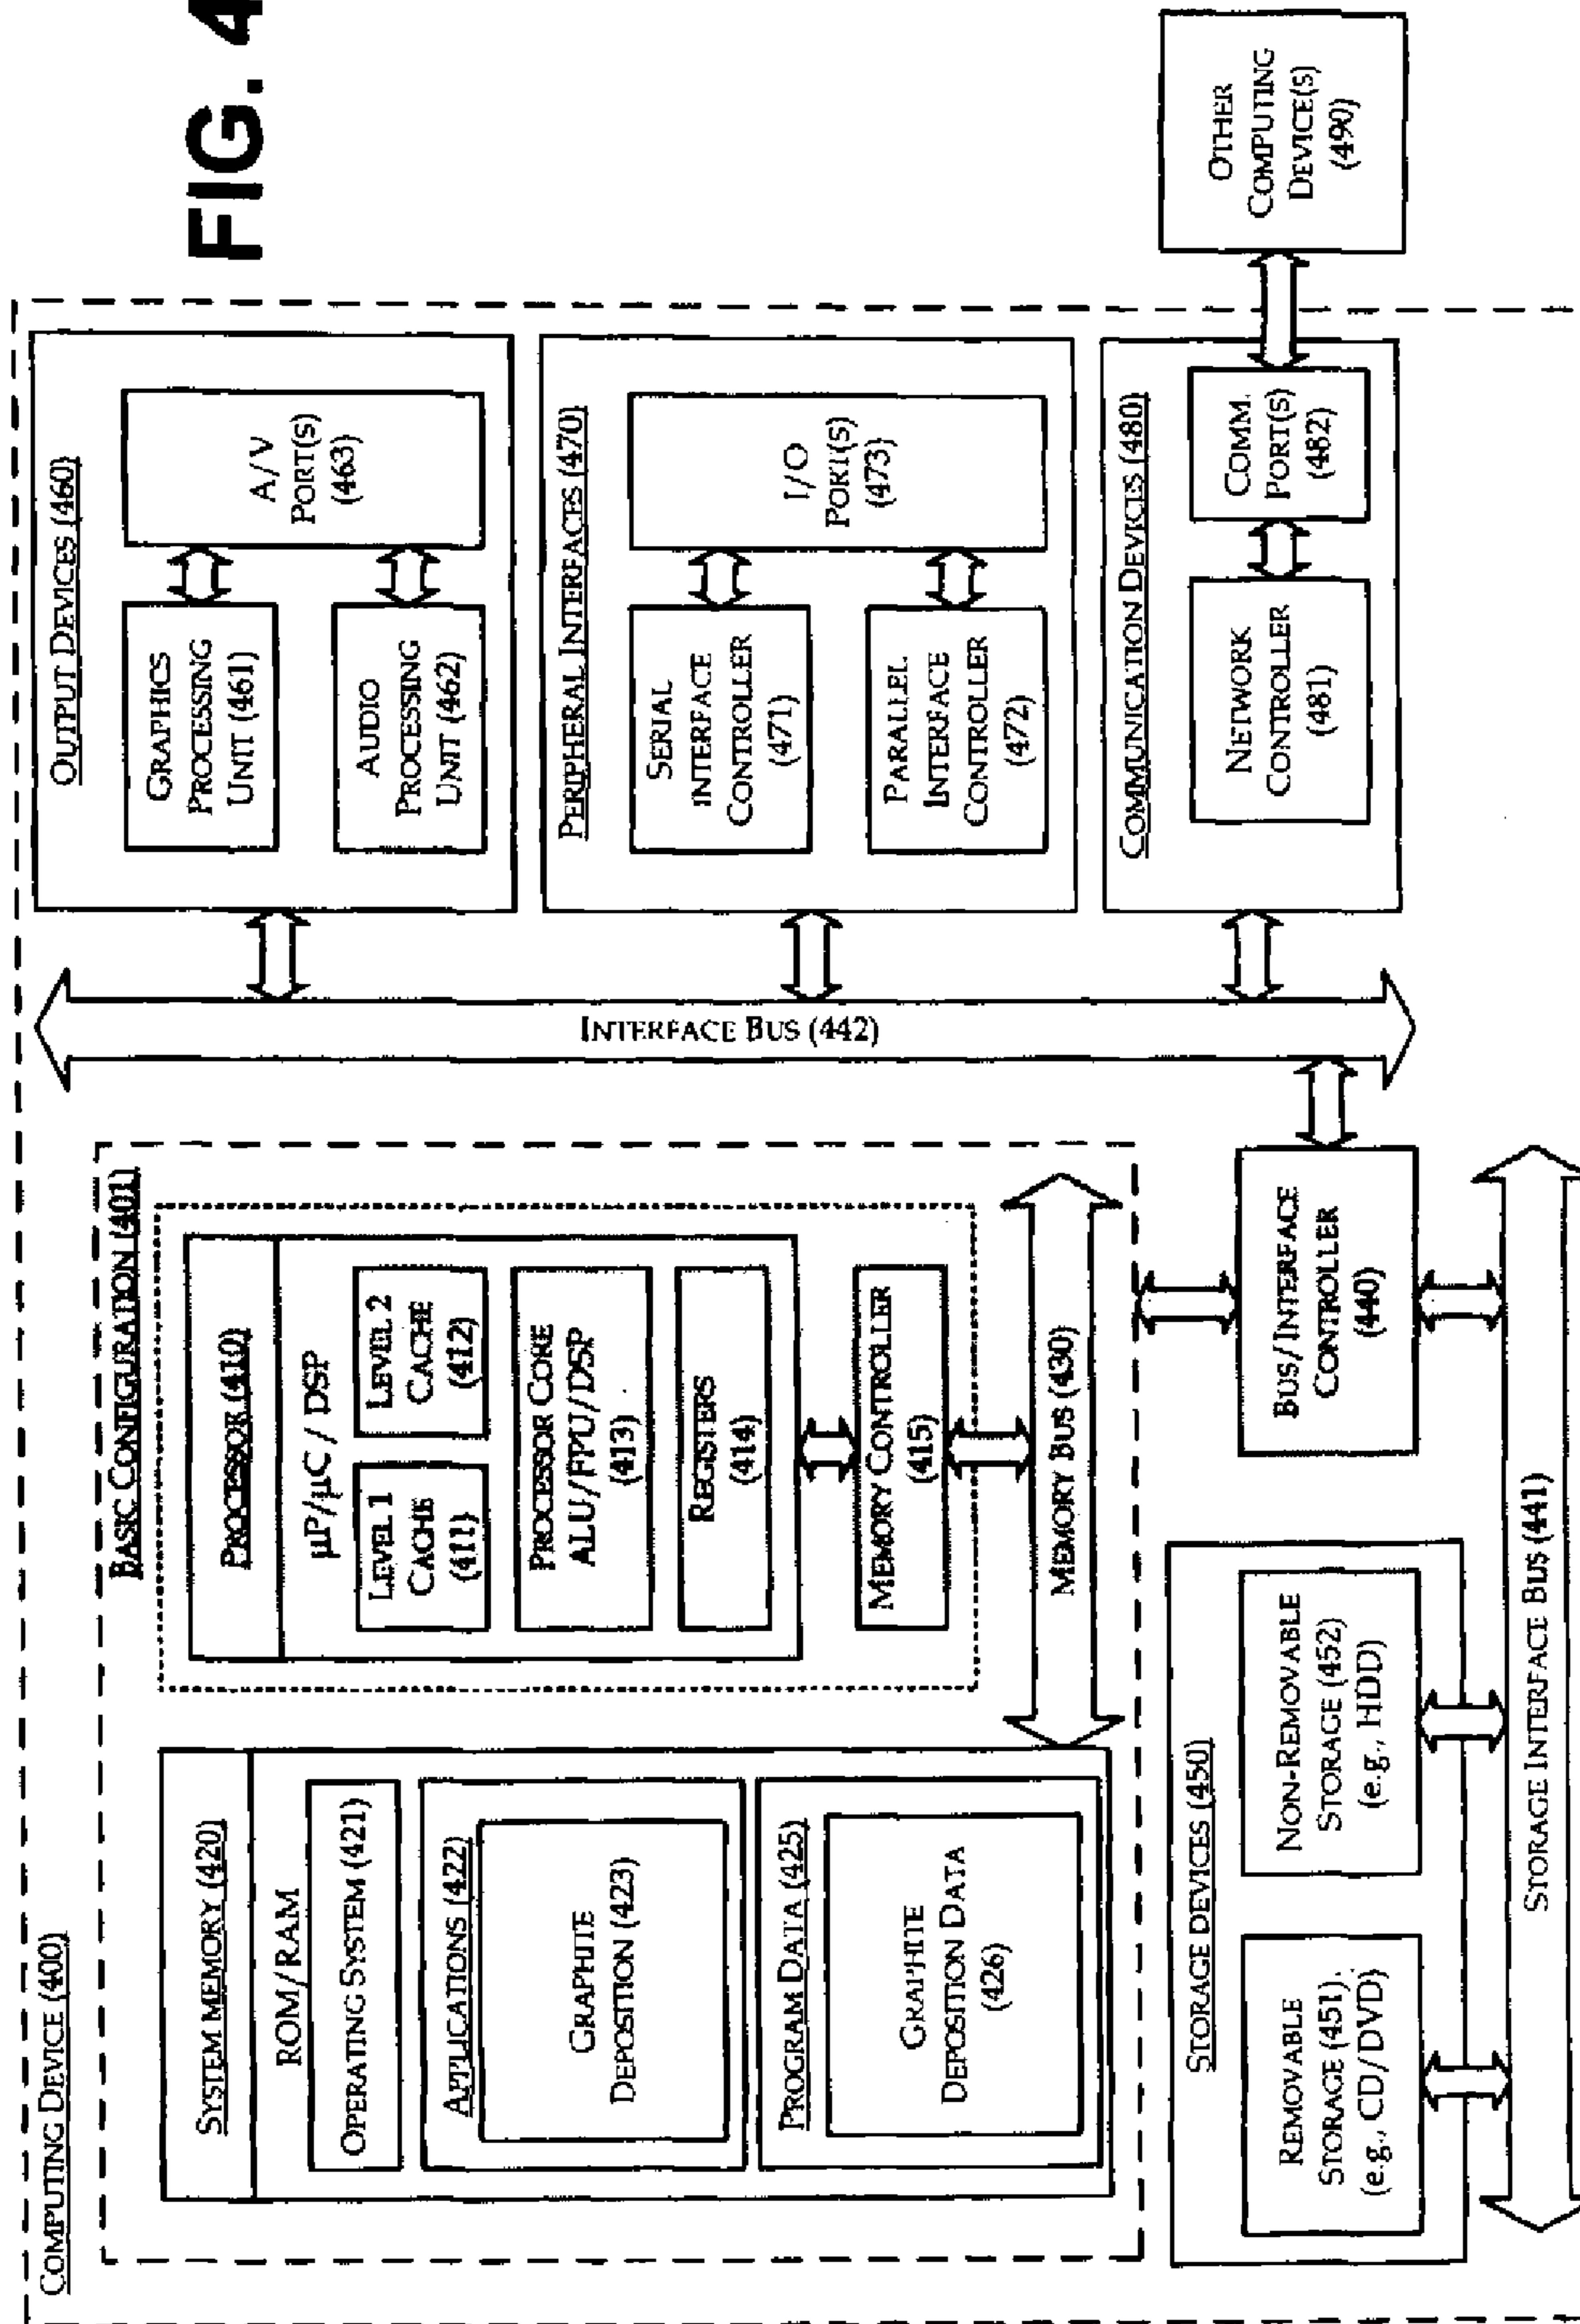 FIG. 4
COMPUTING DEVICE (400)
BASIC CONFIGURATION (401)
SYSTEM MEMORY (420)
ROM/RAM
OPERATING SYSTEM (421)
APPLICATIONS (422)
GRAPHITE
DEPOSITION (423)
PROGRAM DATA (425)
GRAPHITE
DEPOSITION DATA
(426)
PROCESSOR (410)
µP/µC / DSP
LEVEL 1
CACHE
(411)
LEVEL 2
CACHE
(412)
PROCESSOR CORE
ALU/FPU/DSP
(413)
REGISTERS
(414)
MEMORY CONTROLLER
(415)
MEMORY BUS (430)
BUS/INTERFACE
CONTROLLER
(440)
STORAGE DEVICES (450)
REMOVABLE
STORAGE (451)
(e.g., CD/DVD)
NON-REMOVABLE
STORAGE (452)
(e.g., HDD)
STORAGE INTERFACE BUS (441)
INTERFACE BUS (442)
OUTPUT DEVICES (460)
GRAPHICS
PROCESSING
UNIT (461)
AUDIO
PROCESSING
UNIT (462)
A/V
PORT(S)
(463)
PERIPHERAL INTERFACES (470)
SERIAL
INTERFACE
CONTROLLER
(471)
PARALLEL
INTERFACE
CONTROLLER
(472)
I/O
PORT(S)
(473)
COMMUNICATION DEVICES (480)
NETWORK
CONTROLLER
(481)
COMM.
PORT(S)
(482)
OTHER
COMPUTING
DEVICE(S)
(490)